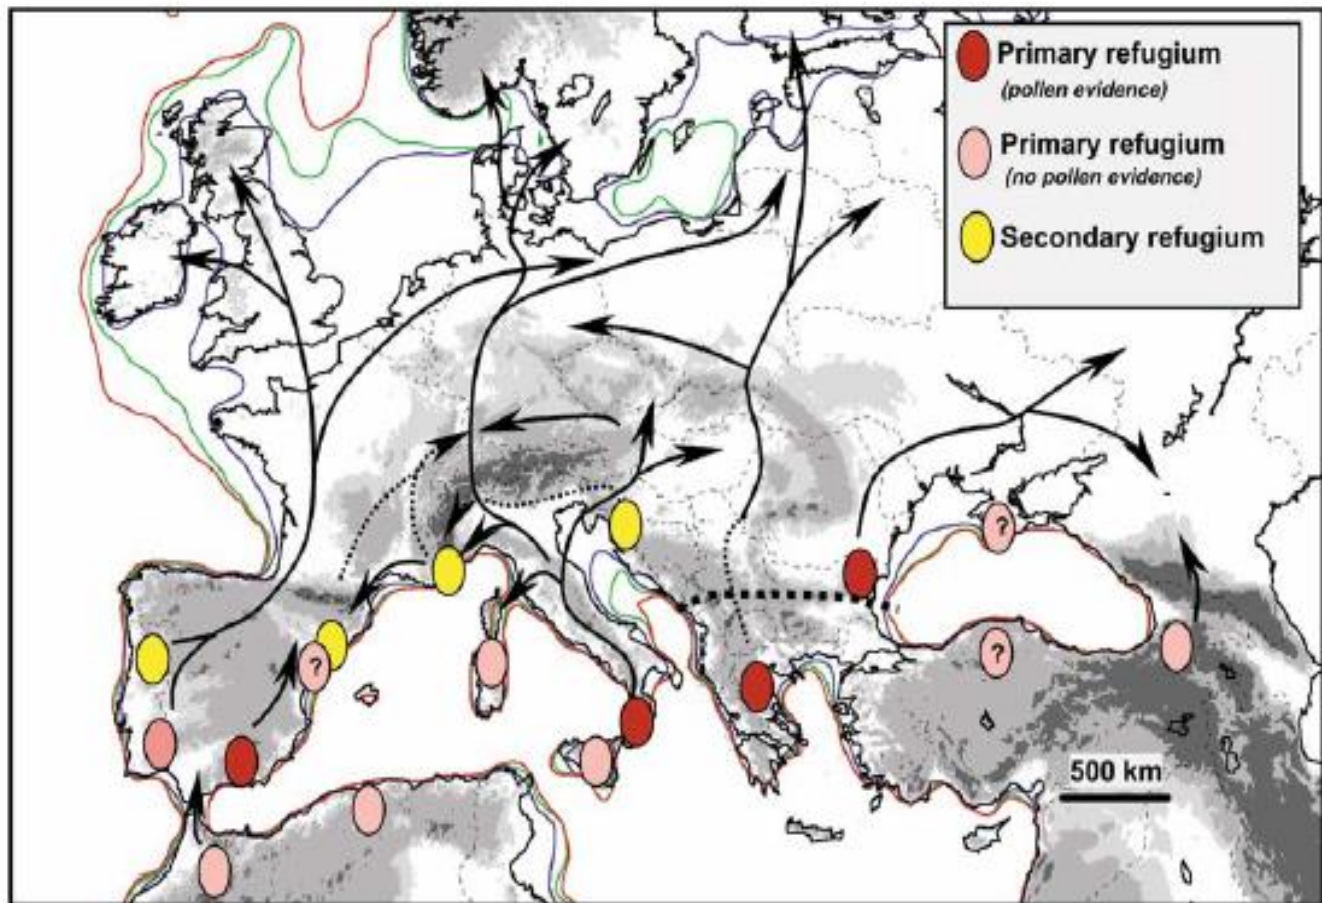 Primary refugium
(pollen evidence)
Primary refugium
(no pollen evidence)
Secondary refugium
?
?
?
500 km